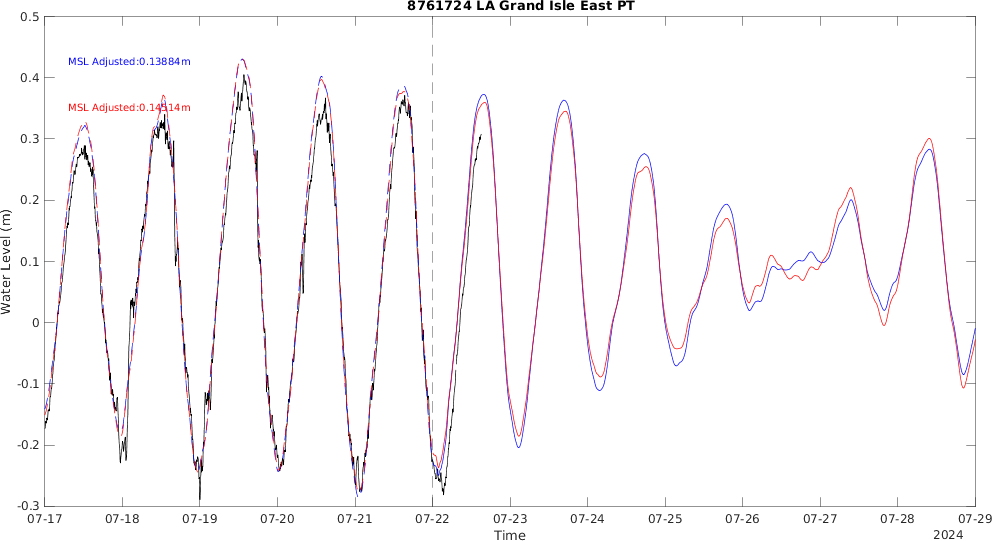 8761724 LA Grand Isle East PT
0.5
0.4
0.3
0.2
0.1
0
-0.1
-0.2
-0.3
Water Level (m)
MSL Adjusted:0.13884m
MSL Adjusted:0.14514m
07-17 07-18 07-19 07-20 07-21 07-22 07-23 07-24 07-25 07-26 07-27 07-28 07-29
Time
2024